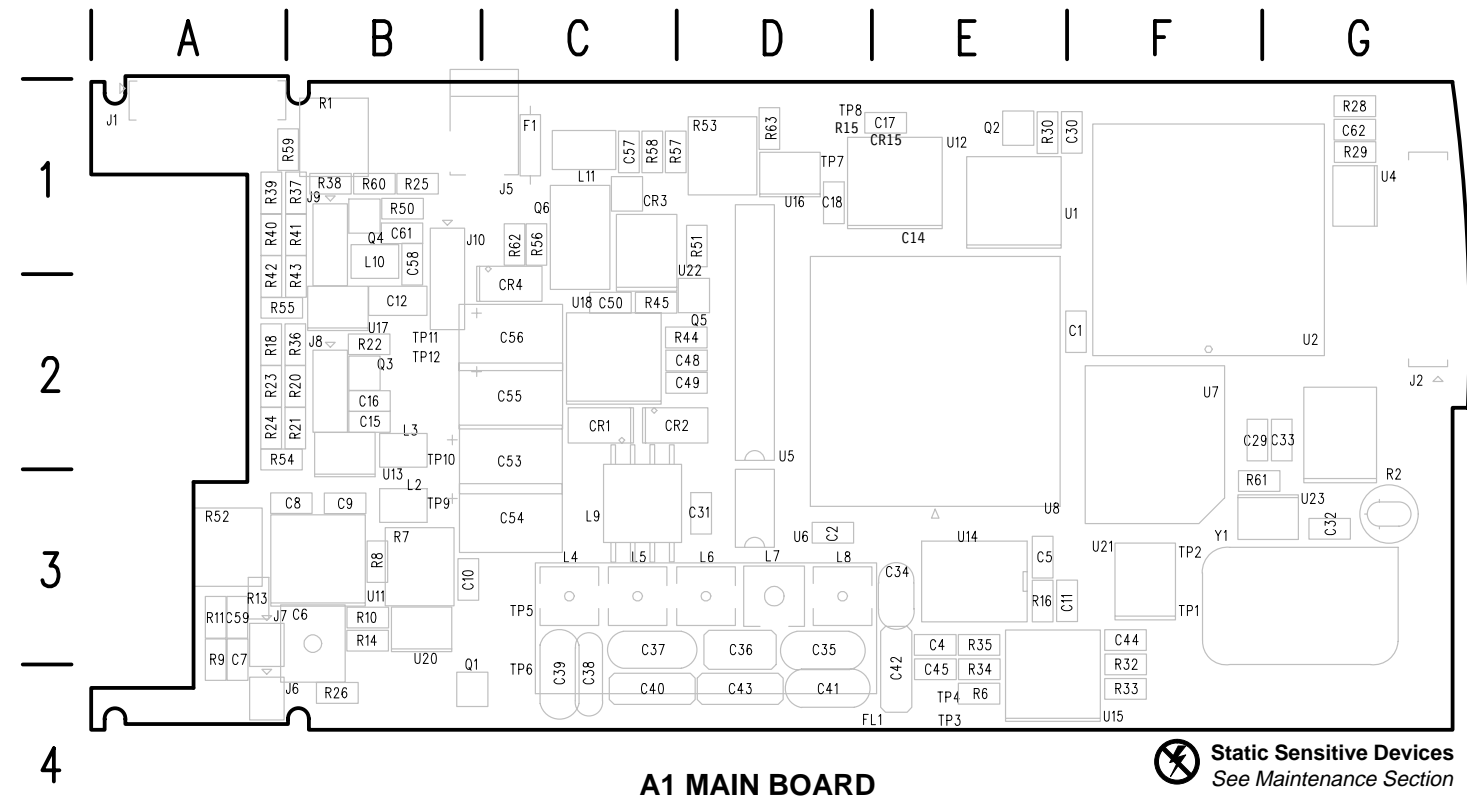 A B C D E F G
1
J1 R1 F1 R53 R63 TP8 C17 R15 CR15 U12 Q2 R30 C30 R28
C62
R59 C57 R58 R57 TP7 R29
L11 U4
R39 R37 J9 R38 R60 R25 J5 CR3 U16 C18 U1
R50 Q6
R40 R41 Q4 C61 J10 R62 R56 R51 C14
L10 C58
R42 R43 CR4 U22
R55 C12 U18 C50 R45 Q5 C1
2
U17 TP11 C56 R44 U2
R18 R36 J8 R22 TP12 C48
Q3
R23 R20 C16 C55 C49 U7 J2
R24 R21 C15 L3 CR1 CR2 C29 C33
R54 U13 TP10 C53 U5
L2 R61 R2
C8 C9 TP9 C54 L9 C31 U8 U23
R52 U6 C2 C32
R7 U14 Y1
3
R8 C10 L4 L5 L6 L7 L8 C34 C5 U21 TP2
R13 U11 R16 C11
R11 C59 J7 C6 R10 TP5 TP1
R14 C4 R35 C44
R9 C7 U20 Q1 TP6 C39 C38 C37 C36 C35 C42 C45 R34 R32
J6 R26 C40 C43 C41 TP4 R6 R33
FL1 TP3 U15
4
A1 MAIN BOARD
Static Sensitive Devices
See Maintenance Section